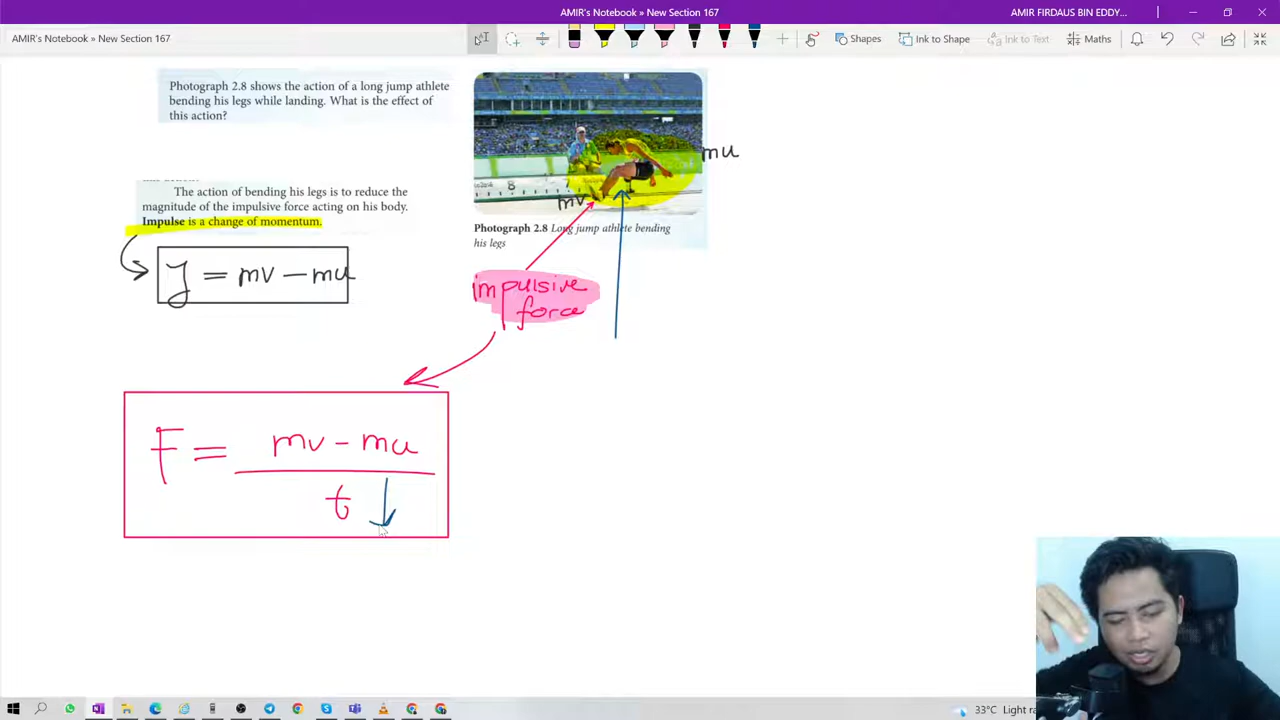 AMIR's Notebook » New Section 167
AMIR FIRDAUS BIN EDDY...
AMIR's Notebook » New Section 167
Shapes
Ink to Shape
Ink to Text
Maths
Photograph 2.8 shows the action of a long jump athlete
bending his legs while landing. What is the effect of
this action?
The action of bending his legs is to reduce the
magnitude of the impulsive force acting on his body.
Impulse is a change of momentum.
J = mv - mu
8
mu
mv
Photograph 2.8 Long jump athlete bending
his legs
impulsive
force
F = mv - mu
t
33°C Light ra